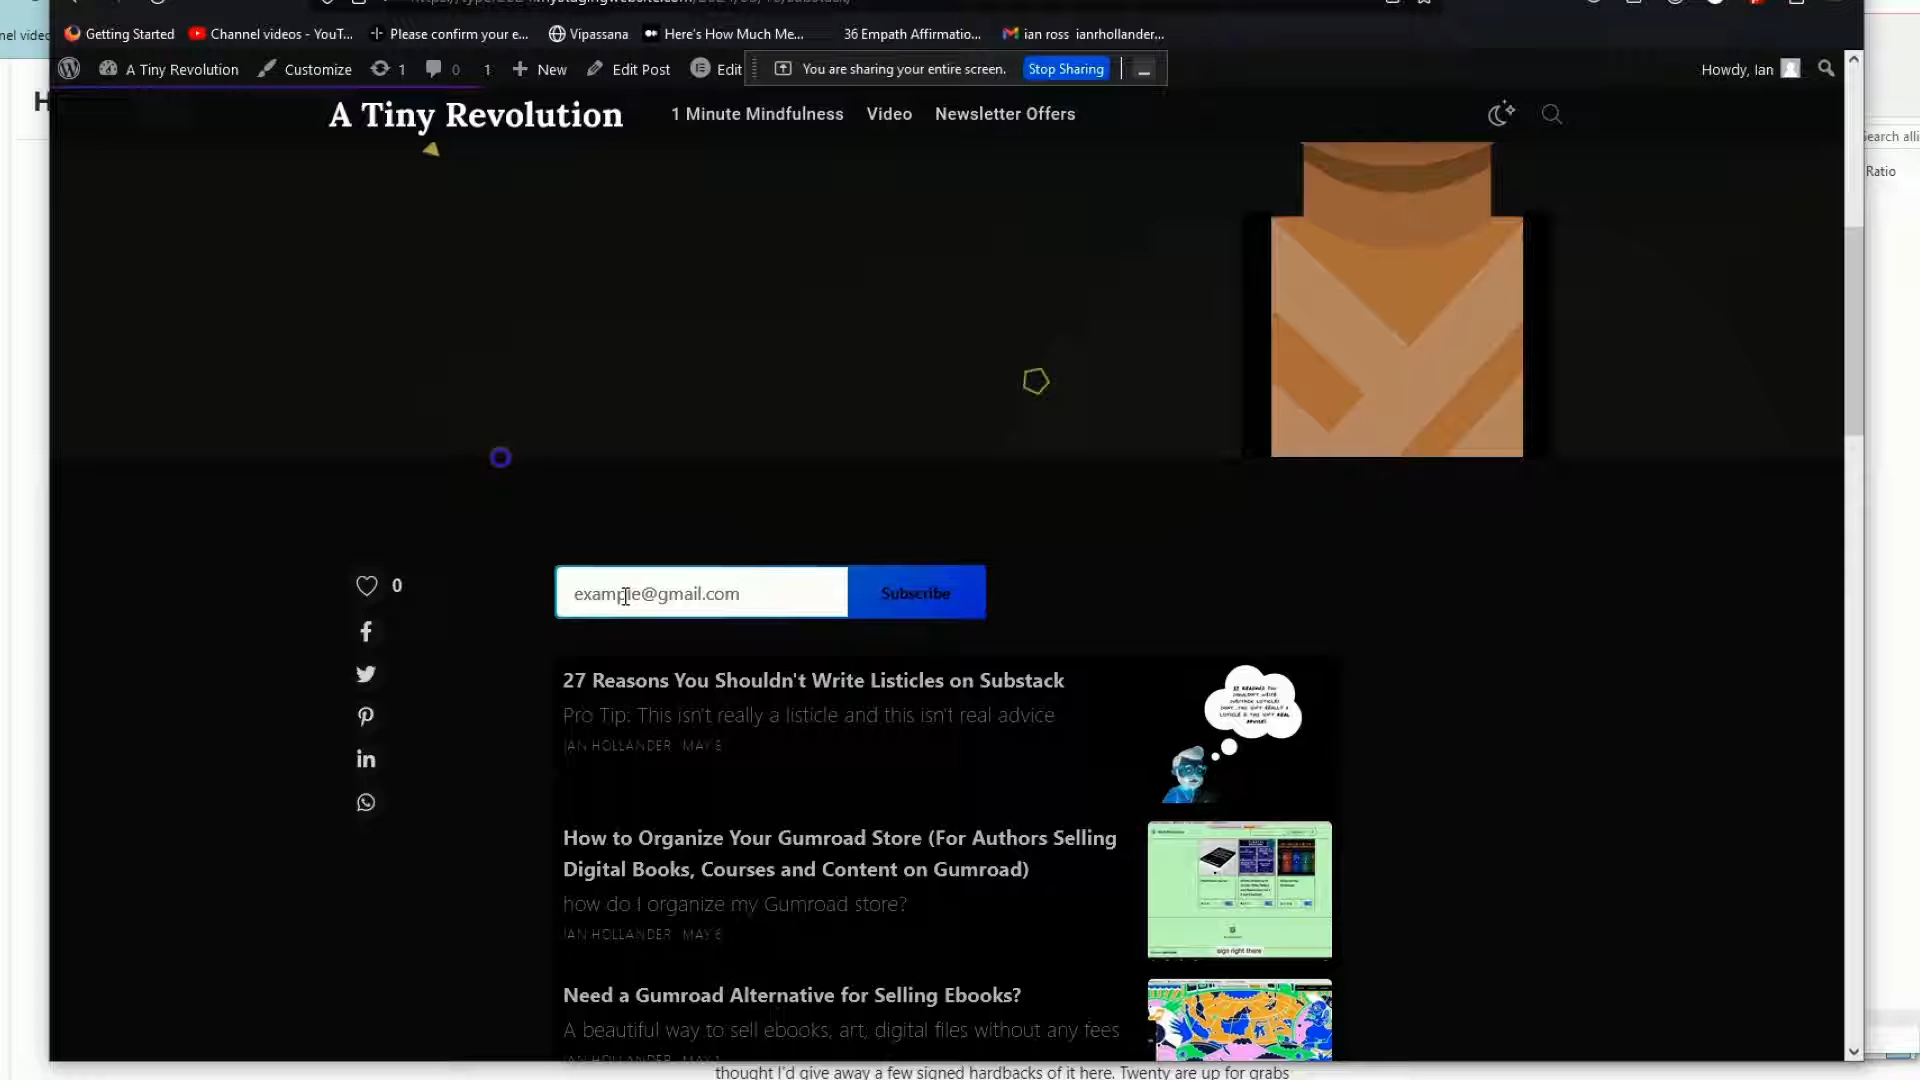 Getting Started
Channel videos - YouT...
Please confirm your e...
Vipassana
Here's How Much Me...
36 Empath Affirmatio...
ian ross ianrhollander...
A Tiny Revolution
Customize
1
0
1
New
Edit Post
Edit
You are sharing your entire screen.
Stop Sharing
Howdy, Ian
A Tiny Revolution
1 Minute Mindfulness
Video
Newsletter Offers
Search alli
Ratio
0
example@gmail.com
Subscribe
27 Reasons You Shouldn't Write Listicles on Substack
Pro Tip: This isn't really a listicle and this isn't real advice
IAN HOLLANDER
How to Organize Your Gumroad Store (For Authors Selling
Digital Books, Courses and Content on Gumroad)
how do I organize my Gumroad store?
IAN HOLLANDER MAY 6
sign right there
Need a Gumroad Alternative for Selling Ebooks?
A beautiful way to sell ebooks, art, digital files without any fees
thought I'd give away a few signed hardbacks of it here. Twenty are up for grabs